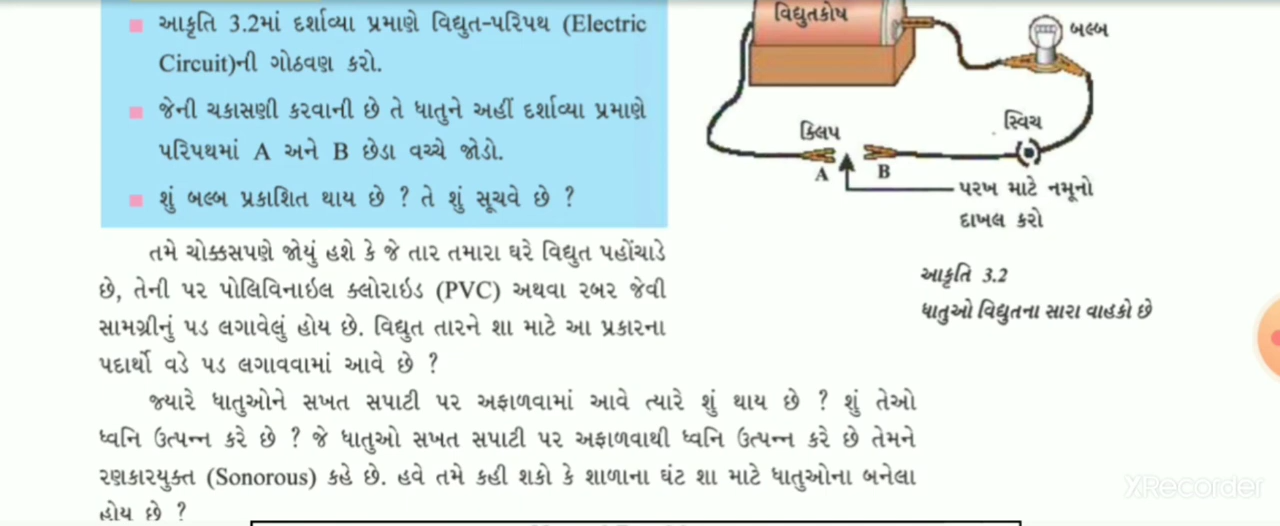 આકૃતિ 3.2માં દર્શાવ્યા પ્રમાણે વિદ્યુત-પરિપથ (Electric
Circuit)ની ગોઠવણ કરો.
જેની ચકાસણી કરવાની છે તે ધાતુને અહીં દર્શાવ્યા પ્રમાણે
પરિપથમાં A અને B છેડા વચ્ચે જોડો.
શું બલ્બ પ્રકાશિત થાય છે ? તે શું સૂચવે છે ?
વિદ્યુતકોષ
બલ્બ
ક્લિપ
સ્વિચ
A
B
પરખ માટે નમૂનો
દાખલ કરો
આકૃતિ 3.2
ધાતુઓ વિદ્યુતના સારા વાહકો છે
તમે ચોક્કસપણે જોયું હશે કે જે તાર તમારા ઘરે વિદ્યુત પહોંચાડે
છે, તેની પર પોલિવિનાઇલ ક્લોરાઇડ (PVC) અથવા રબર જેવી
સામગ્રીનું પડ લગાવેલું હોય છે. વિદ્યુત તારને શા માટે આ પ્રકારના
પદાર્થો વડે પડ લગાવવામાં આવે છે ?
જ્યારે ધાતુઓને સખત સપાટી પર અફાળવામાં આવે ત્યારે શું થાય છે ? શું તેઓ
ધ્વનિ ઉત્પન્ન કરે છે ? જે ધાતુઓ સખત સપાટી પર અફાળવાથી ધ્વનિ ઉત્પન્ન કરે છે તેમને
રણકારયુક્ત (Sonorous) કહે છે. હવે તમે કહી શકો કે શાળાના ઘંટ શા માટે ધાતુઓના બનેલા
હોય છે ?
XRecorder